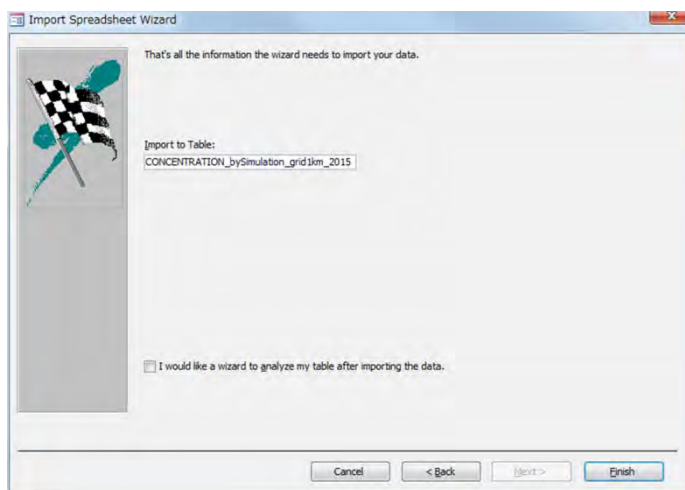 Import Spreadsheet Wizard
That's all the information the wizard needs to import your data.
Import to Table:
CONCENTRATION_bySimulation_grid1km_2015
I would like a wizard to analyze my table after importing the data.
Cancel
< Back
Next >
Finish